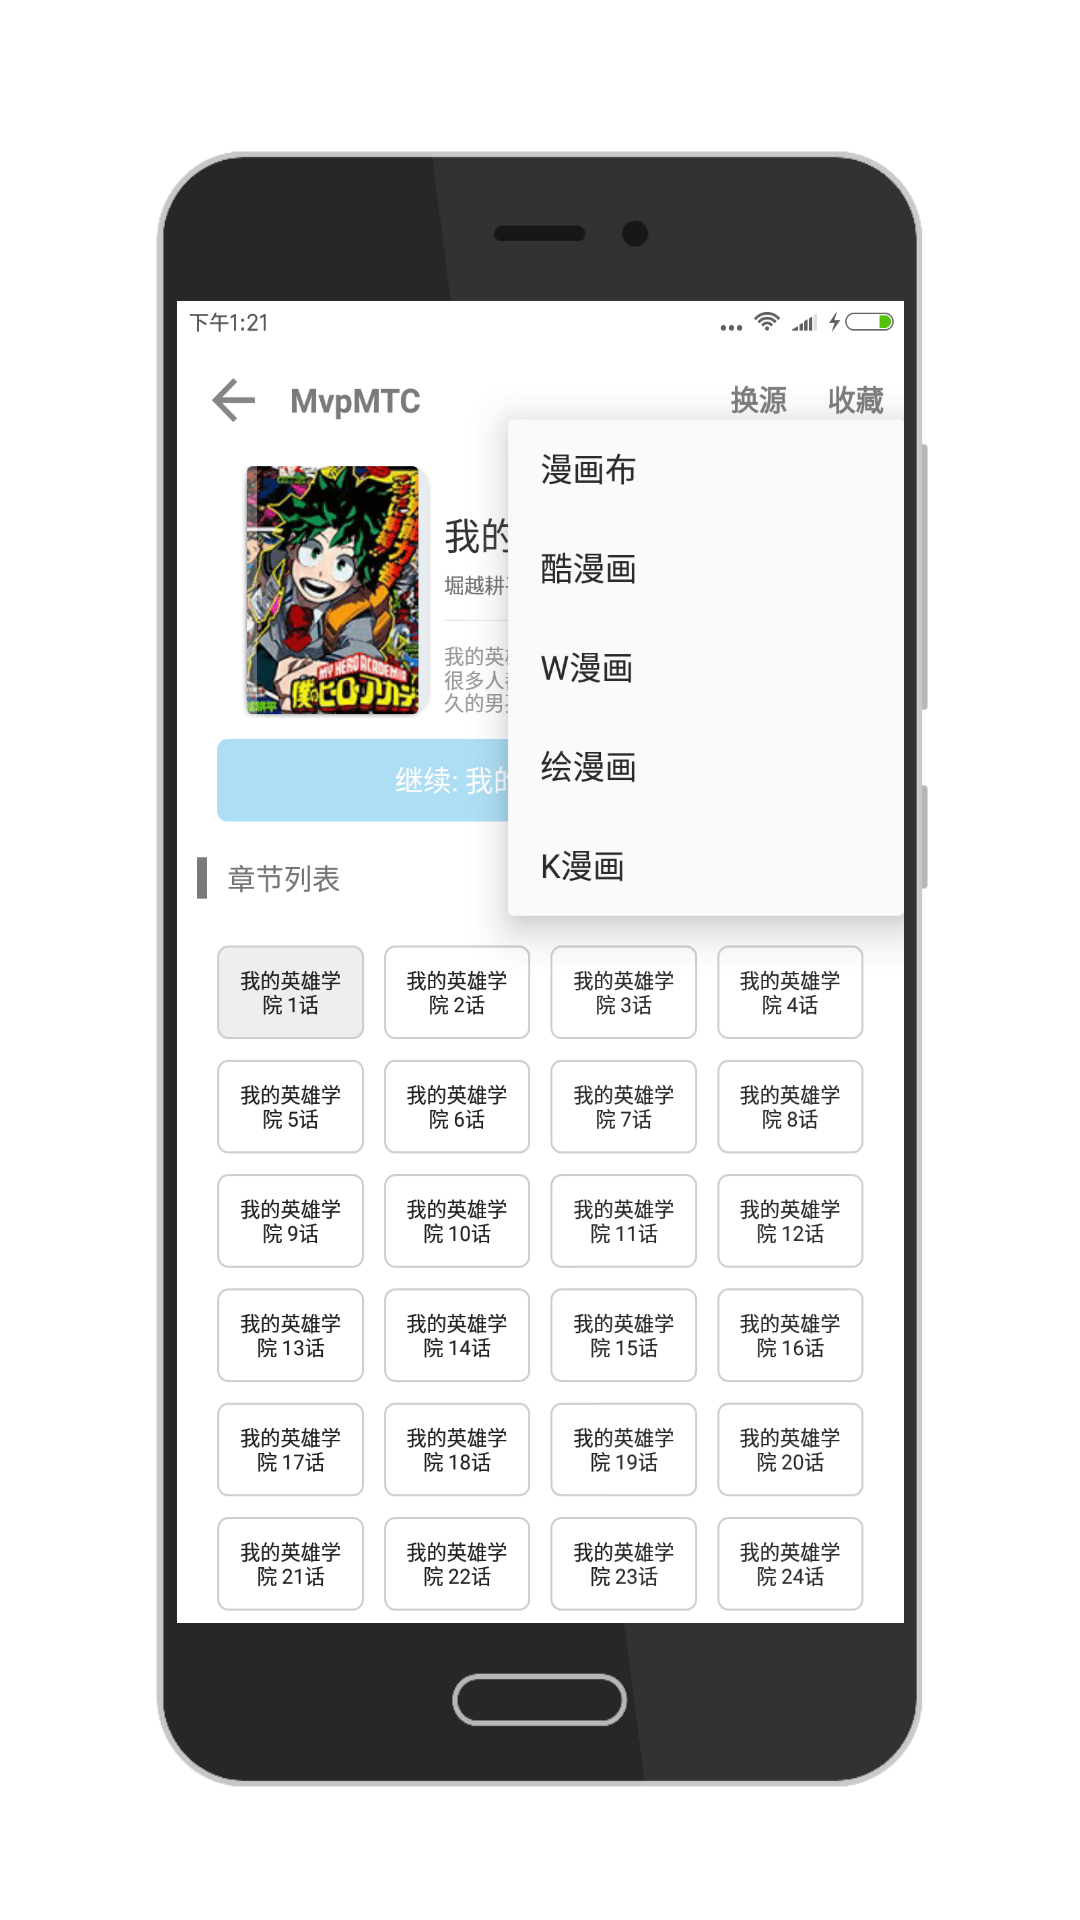 下午1:21
MvpMTC
换源
收藏
漫画布
酷漫画
W漫画
绘漫画
K漫画
MY HERO ACADEMIA
僕のヒーローアカデミア
我的
堀越耕
我的英
很多人
久的男
继续: 我的
章节列表
我的英雄学
院 1话
我的英雄学
院 2话
我的英雄学
院 3话
我的英雄学
院 4话
我的英雄学
院 5话
我的英雄学
院 6话
我的英雄学
院 7话
我的英雄学
院 8话
我的英雄学
院 9话
我的英雄学
院 10话
我的英雄学
院 11话
我的英雄学
院 12话
我的英雄学
院 13话
我的英雄学
院 14话
我的英雄学
院 15话
我的英雄学
院 16话
我的英雄学
院 17话
我的英雄学
院 18话
我的英雄学
院 19话
我的英雄学
院 20话
我的英雄学
院 21话
我的英雄学
院 22话
我的英雄学
院 23话
我的英雄学
院 24话